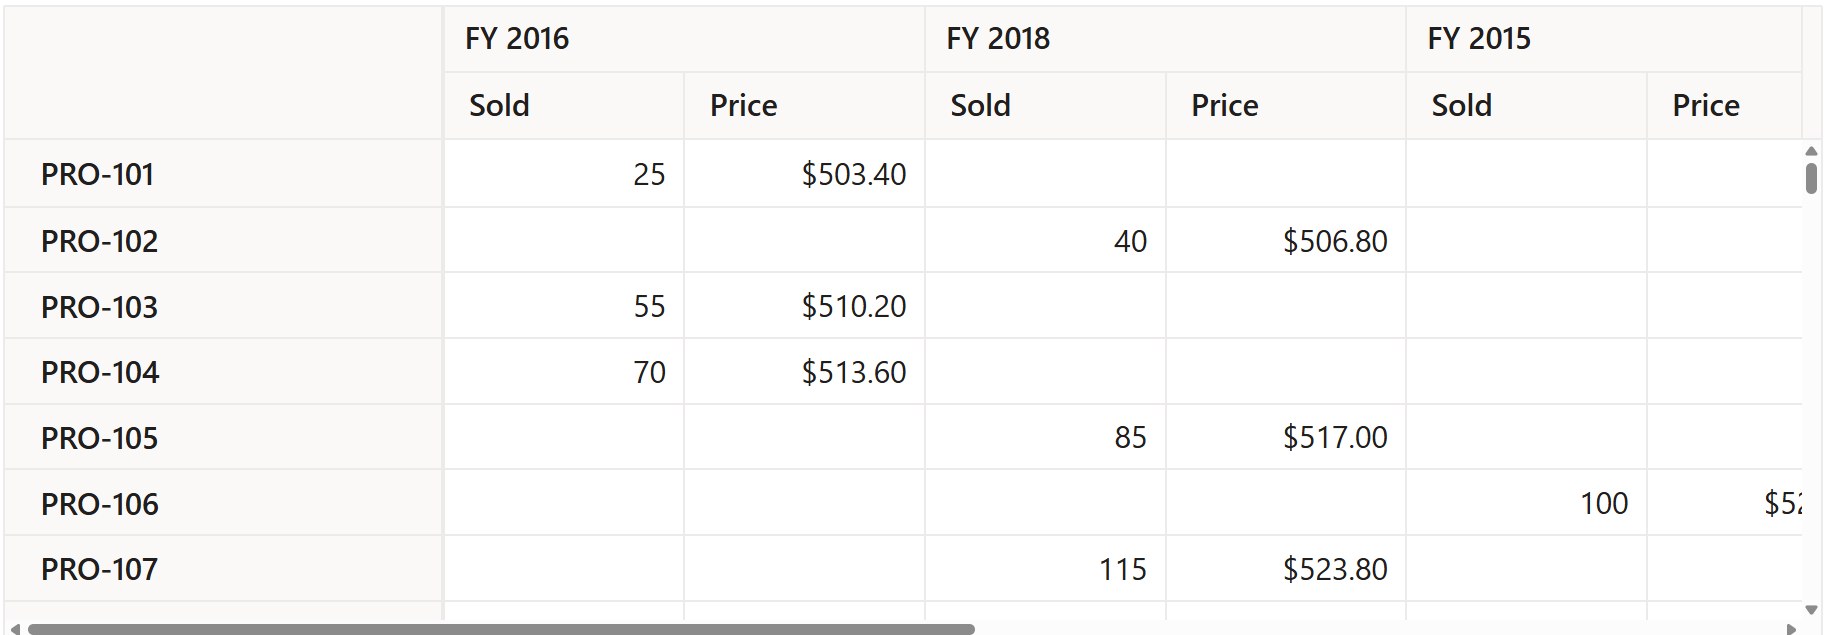 FY 2016 FY 2018 FY 2015
Sold Price Sold Price Sold Price
PRO-101 25 $503.40
PRO-102 40 $506.80
PRO-103 55 $510.20
PRO-104 70 $513.60
PRO-105 85 $517.00
PRO-106 100
PRO-107 115 $523.80